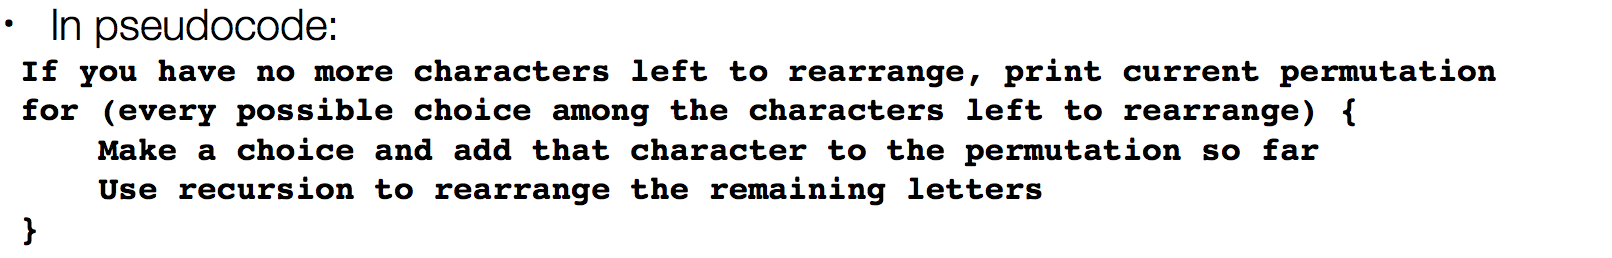 • In pseudocode:
If you have no more characters left to rearrange, print current permutation
for (every possible choice among the characters left to rearrange) {
    Make a choice and add that character to the permutation so far
    Use recursion to rearrange the remaining letters
}